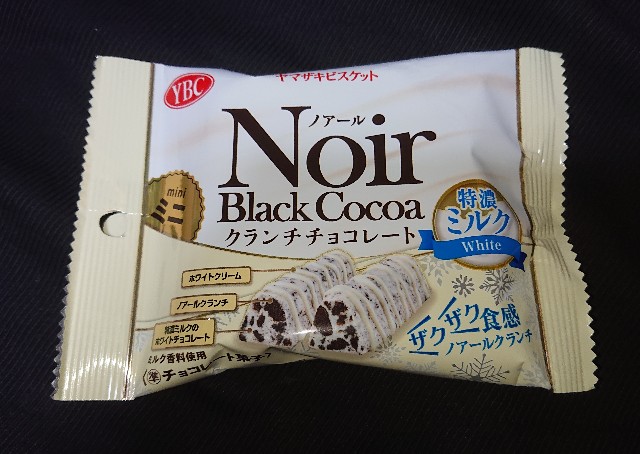 ヤマザキビスケット
YBC
ノアール
Noir
Black Cocoa
クランチチョコレート
mini
ミニ
特濃
ミルク
White
ホワイトクリーム
ノアールクランチ
特濃ミルクの
ホワイトチョコレート
ミルク香料使用
準チョコレート菓子
ザクザク食感
ノアールクランチ